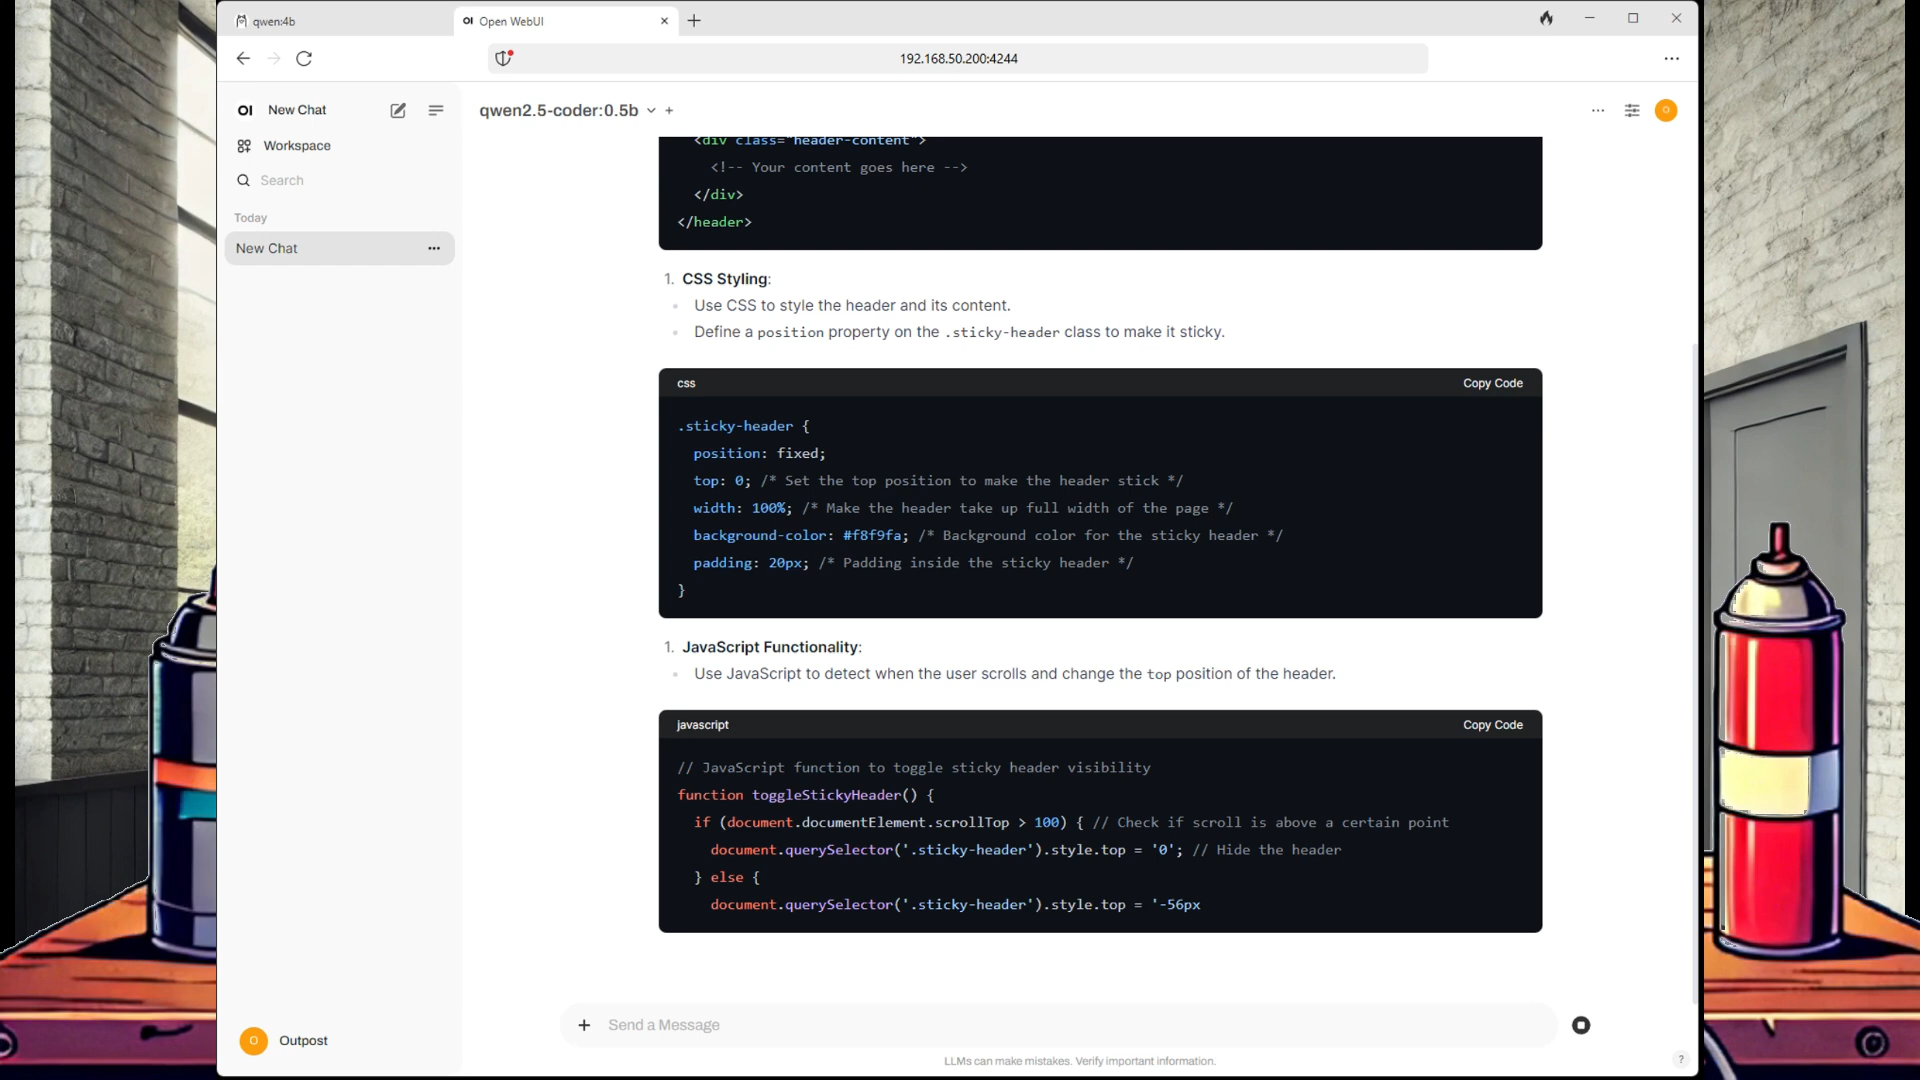 qwen:4b
OI Open WebUI
192.168.50.200:4244
OI New Chat
Workspace
Search
Today
New Chat
O Outpost
qwen2.5-coder:0.5b
O
<div class="header-content">
<!-- Your content goes here -->
</div>
</header>
1. CSS Styling:
Use CSS to style the header and its content.
Define a position property on the .sticky-header class to make it sticky.
css Copy Code
.sticky-header {
position: fixed;
top: 0; /* Set the top position to make the header stick */
width: 100%; /* Make the header take up full width of the page */
background-color: #f8f9fa; /* Background color for the sticky header */
padding: 20px; /* Padding inside the sticky header */
}
1. JavaScript Functionality:
Use JavaScript to detect when the user scrolls and change the top position of the header.
javascript Copy Code
// JavaScript function to toggle sticky header visibility
function toggleStickyHeader() {
if (document.documentElement.scrollTop > 100) { // Check if scroll is above a certain point
document.querySelector('.sticky-header').style.top = '0'; // Hide the header
} else {
document.querySelector('.sticky-header').style.top = '-56px
Send a Message
LLMs can make mistakes. Verify important information.
?